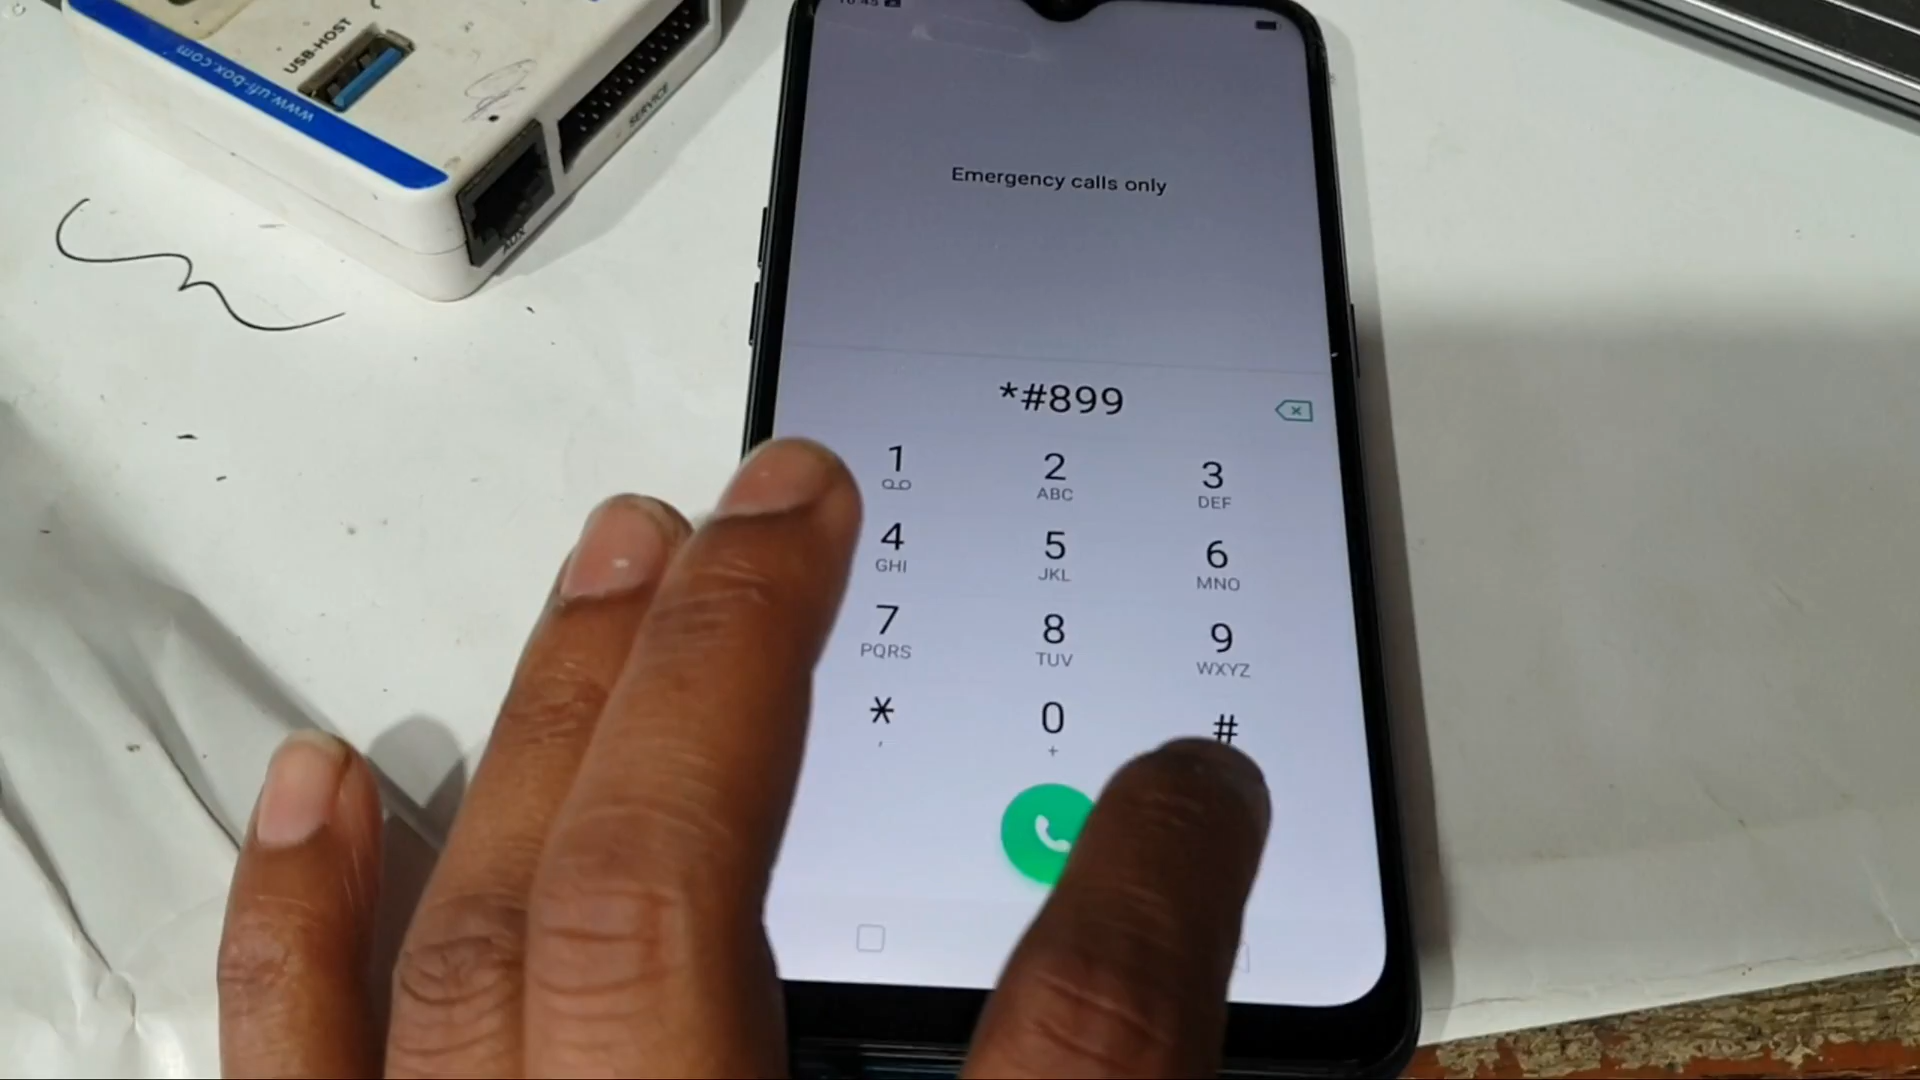 USB-HOST
www.ufi-box.com
SERVICE
AUX
Emergency calls only
*#899
1
2
ABC
3
DEF
4
GHI
5
JKL
6
MNO
7
PQRS
8
TUV
9
WXYZ
*
,
0
+
#